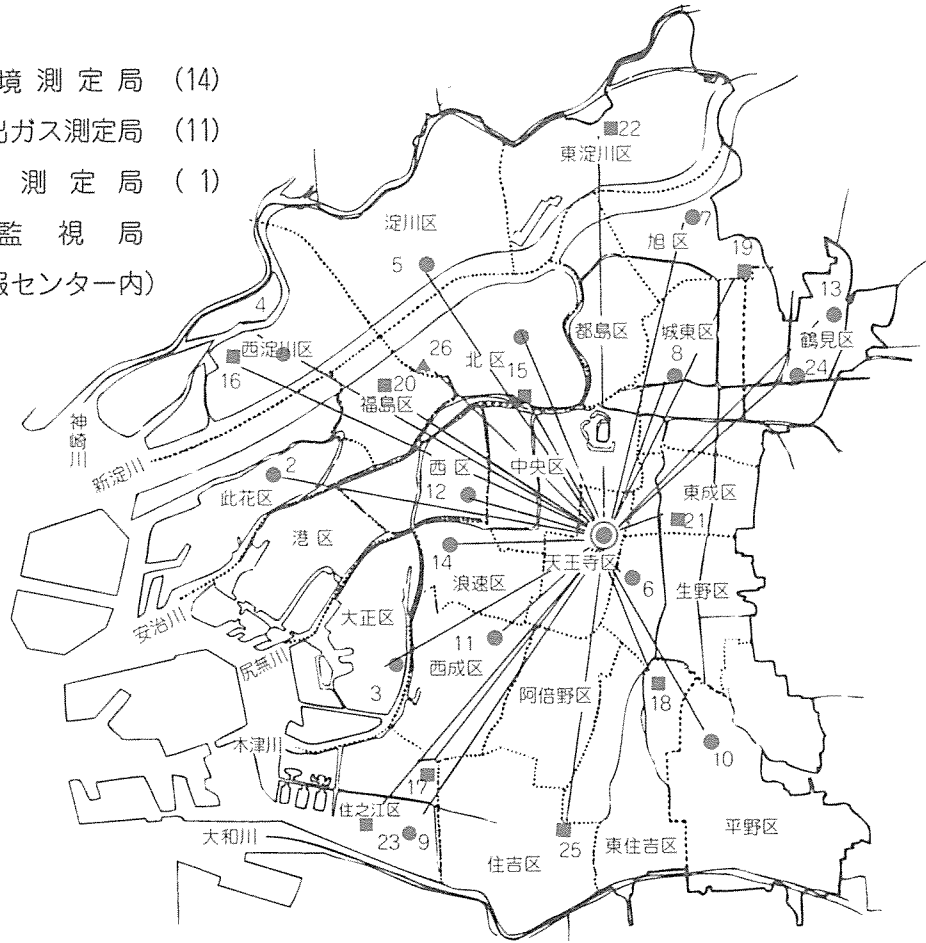 境測定局 (14)
出ガス測定局 (11)
測定局 (1)
監視局
報センター内)
22
東淀川区
淀川区
7
旭区
5
19
13
4
都島区
城東区
鶴見区
西淀川区
26
北区
8
24
16
20
15
福島区
神崎川
新淀川
2
西区
中央区
此花区
12
東成区
港区
21
14
天王寺区
浪速区
6
生野区
安治川
大正区
尻無川
11
西成区
3
阿倍野区
18
木津川
10
17
住之江区
大和川
23
9
25
東住吉区
平野区
住吉区